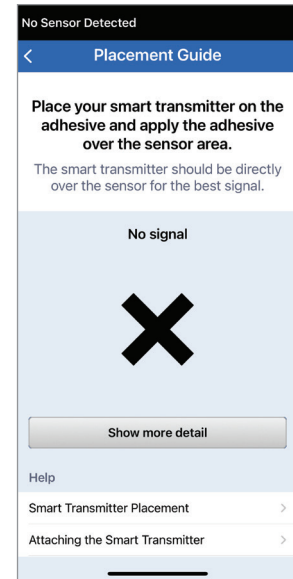 No Sensor Detected
Placement Guide
Place your smart transmitter on the
adhesive and apply the adhesive
over the sensor area.
The smart transmitter should be directly
over the sensor for the best signal.
No signal
Show more detail
Help
Smart Transmitter Placement
Attaching the Smart Transmitter